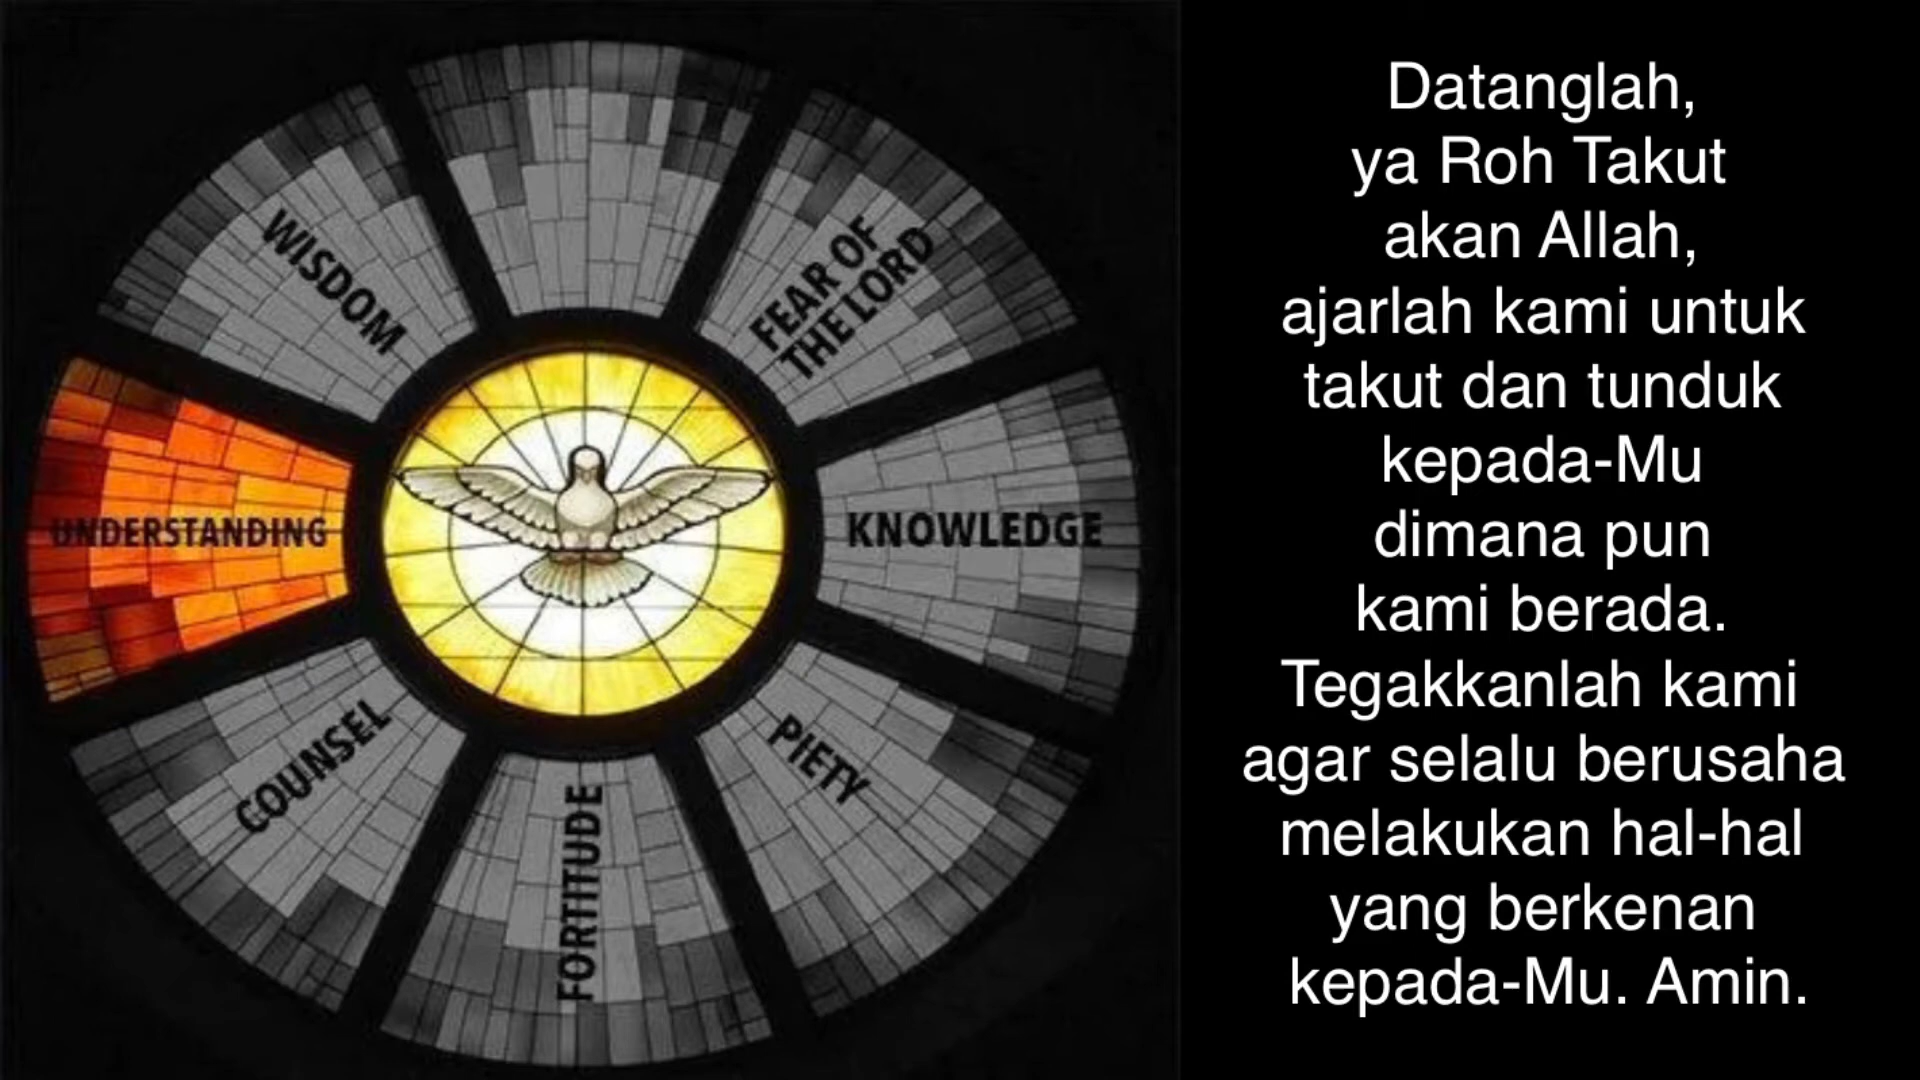 WISDOM
FEAR OF
THE LORD
UNDERSTANDING
KNOWLEDGE
COUNSEL
PIETY
FORTITUDE
Datanglah,
ya Roh Takut
akan Allah,
ajarlah kami untuk
takut dan tunduk
kepada-Mu
dimana pun
kami berada.
Tegakkanlah kami
agar selalu berusaha
melakukan hal-hal
yang berkenan
kepada-Mu. Amin.